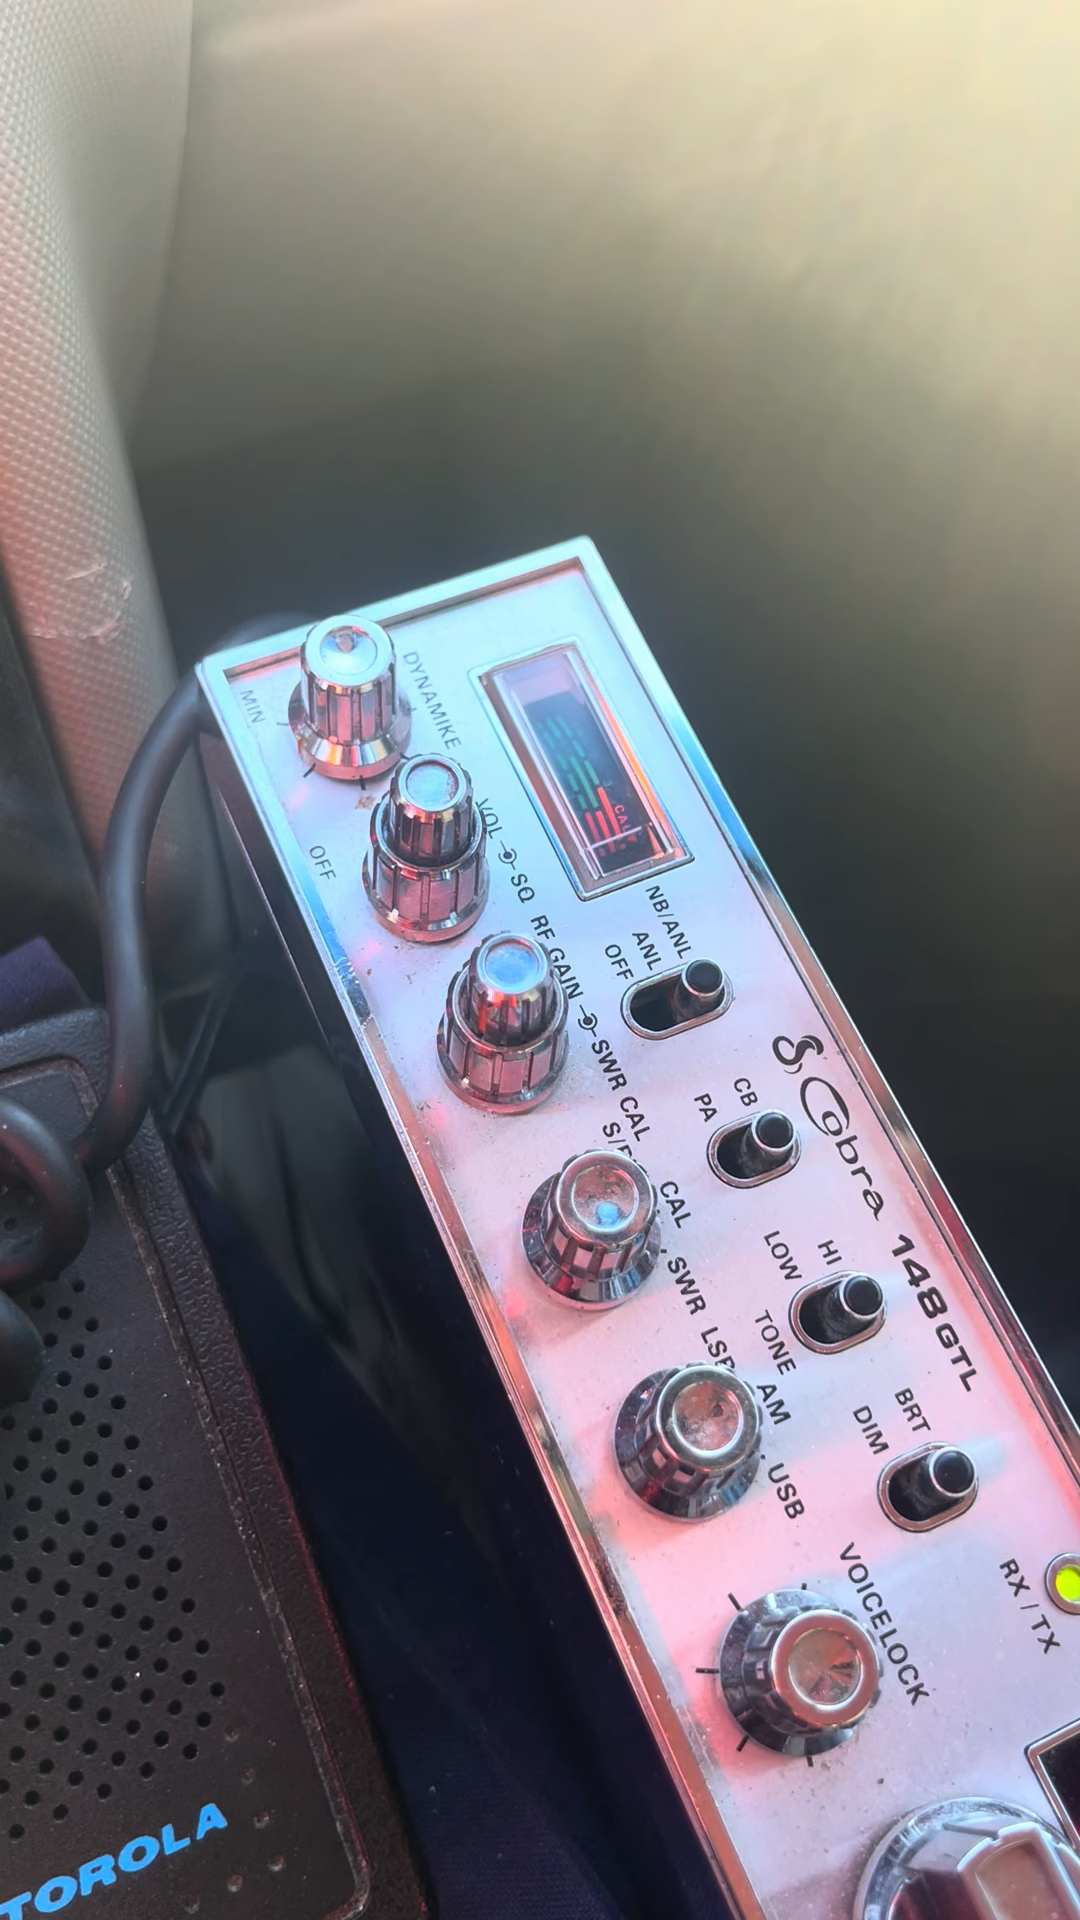 DYNAMIKE
MIN
VOL
SQ
OFF
CAL
RF GAIN
SWR CAL
NB/ANL
ANL
OFF
CB
PA
Cobra 148GTL
CAL
SWR
HI
LOW
TONE
AM
USB
BRT
DIM
VOICELOCK
RX / TX
TOROLA